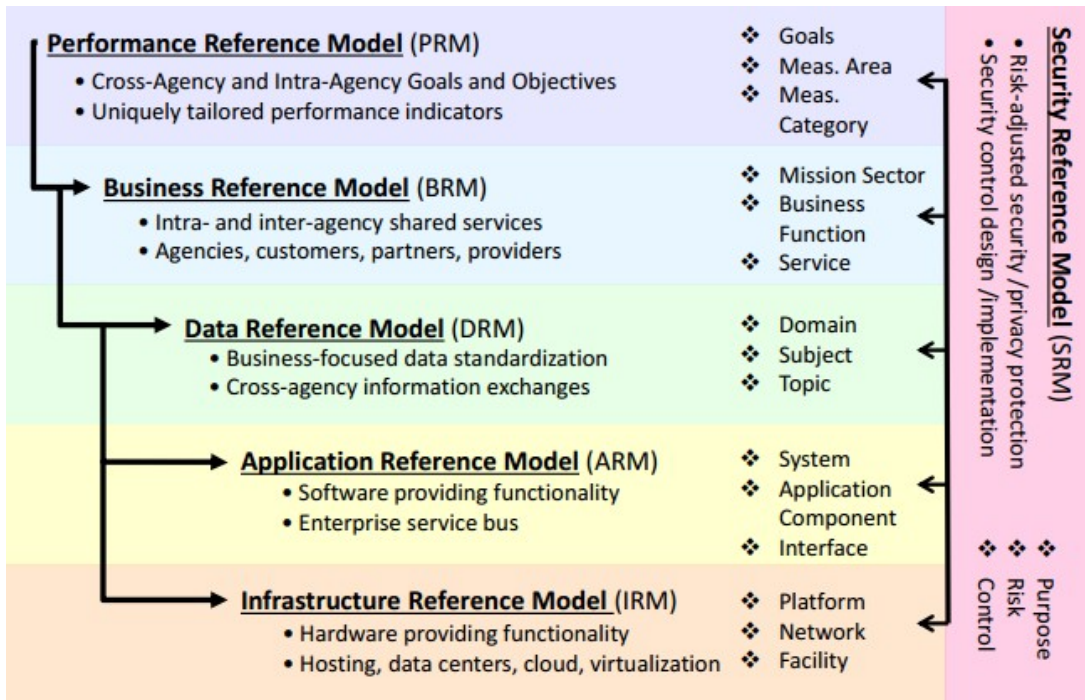 Performance Reference Model (PRM)
• Cross-Agency and Intra-Agency Goals and Objectives
• Uniquely tailored performance indicators
❖ Goals
❖ Meas. Area
❖ Meas.
Category
Business Reference Model (BRM)
• Intra- and inter-agency shared services
• Agencies, customers, partners, providers
❖ Mission Sector
❖ Business
Function
❖ Service
Data Reference Model (DRM)
• Business-focused data standardization
• Cross-agency information exchanges
❖ Domain
❖ Subject
❖ Topic
Application Reference Model (ARM)
• Software providing functionality
• Enterprise service bus
❖ System
❖ Application
Component
❖ Interface
Infrastructure Reference Model (IRM)
• Hardware providing functionality
• Hosting, data centers, cloud, virtualization
❖ Platform
❖ Network
❖ Facility
Security Reference Model (SRM)
• Risk-adjusted security /privacy protection
• Security control design /implementation
❖ Purpose
❖ Risk
❖ Control